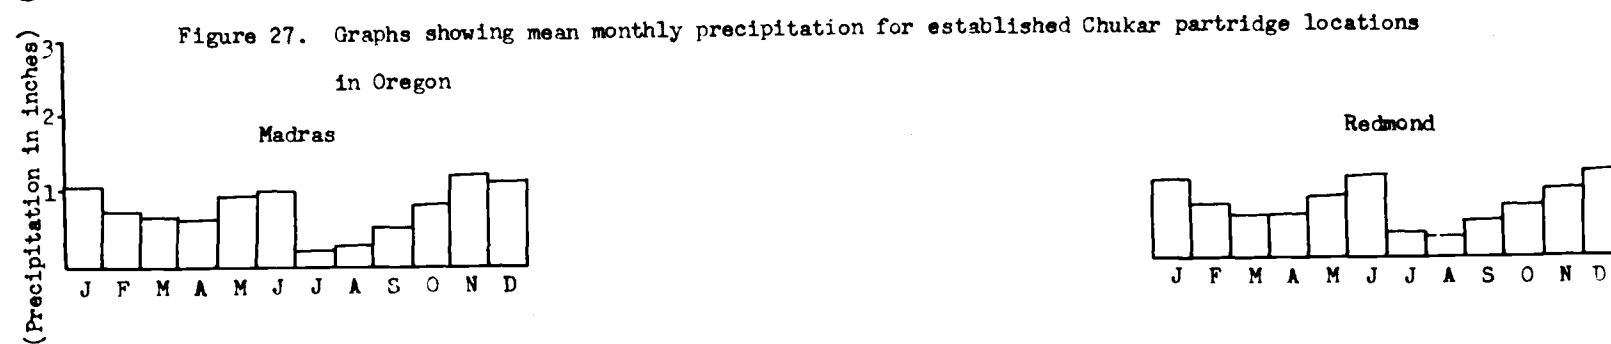 Figure 27. Graphs showing mean monthly precipitation for established Chukar partridge locations
in Oregon
(Precipitation in inches)
3
2
1
Madras
J F M A M J J A S O N D
Redmond
J F M A M J J A S O N D